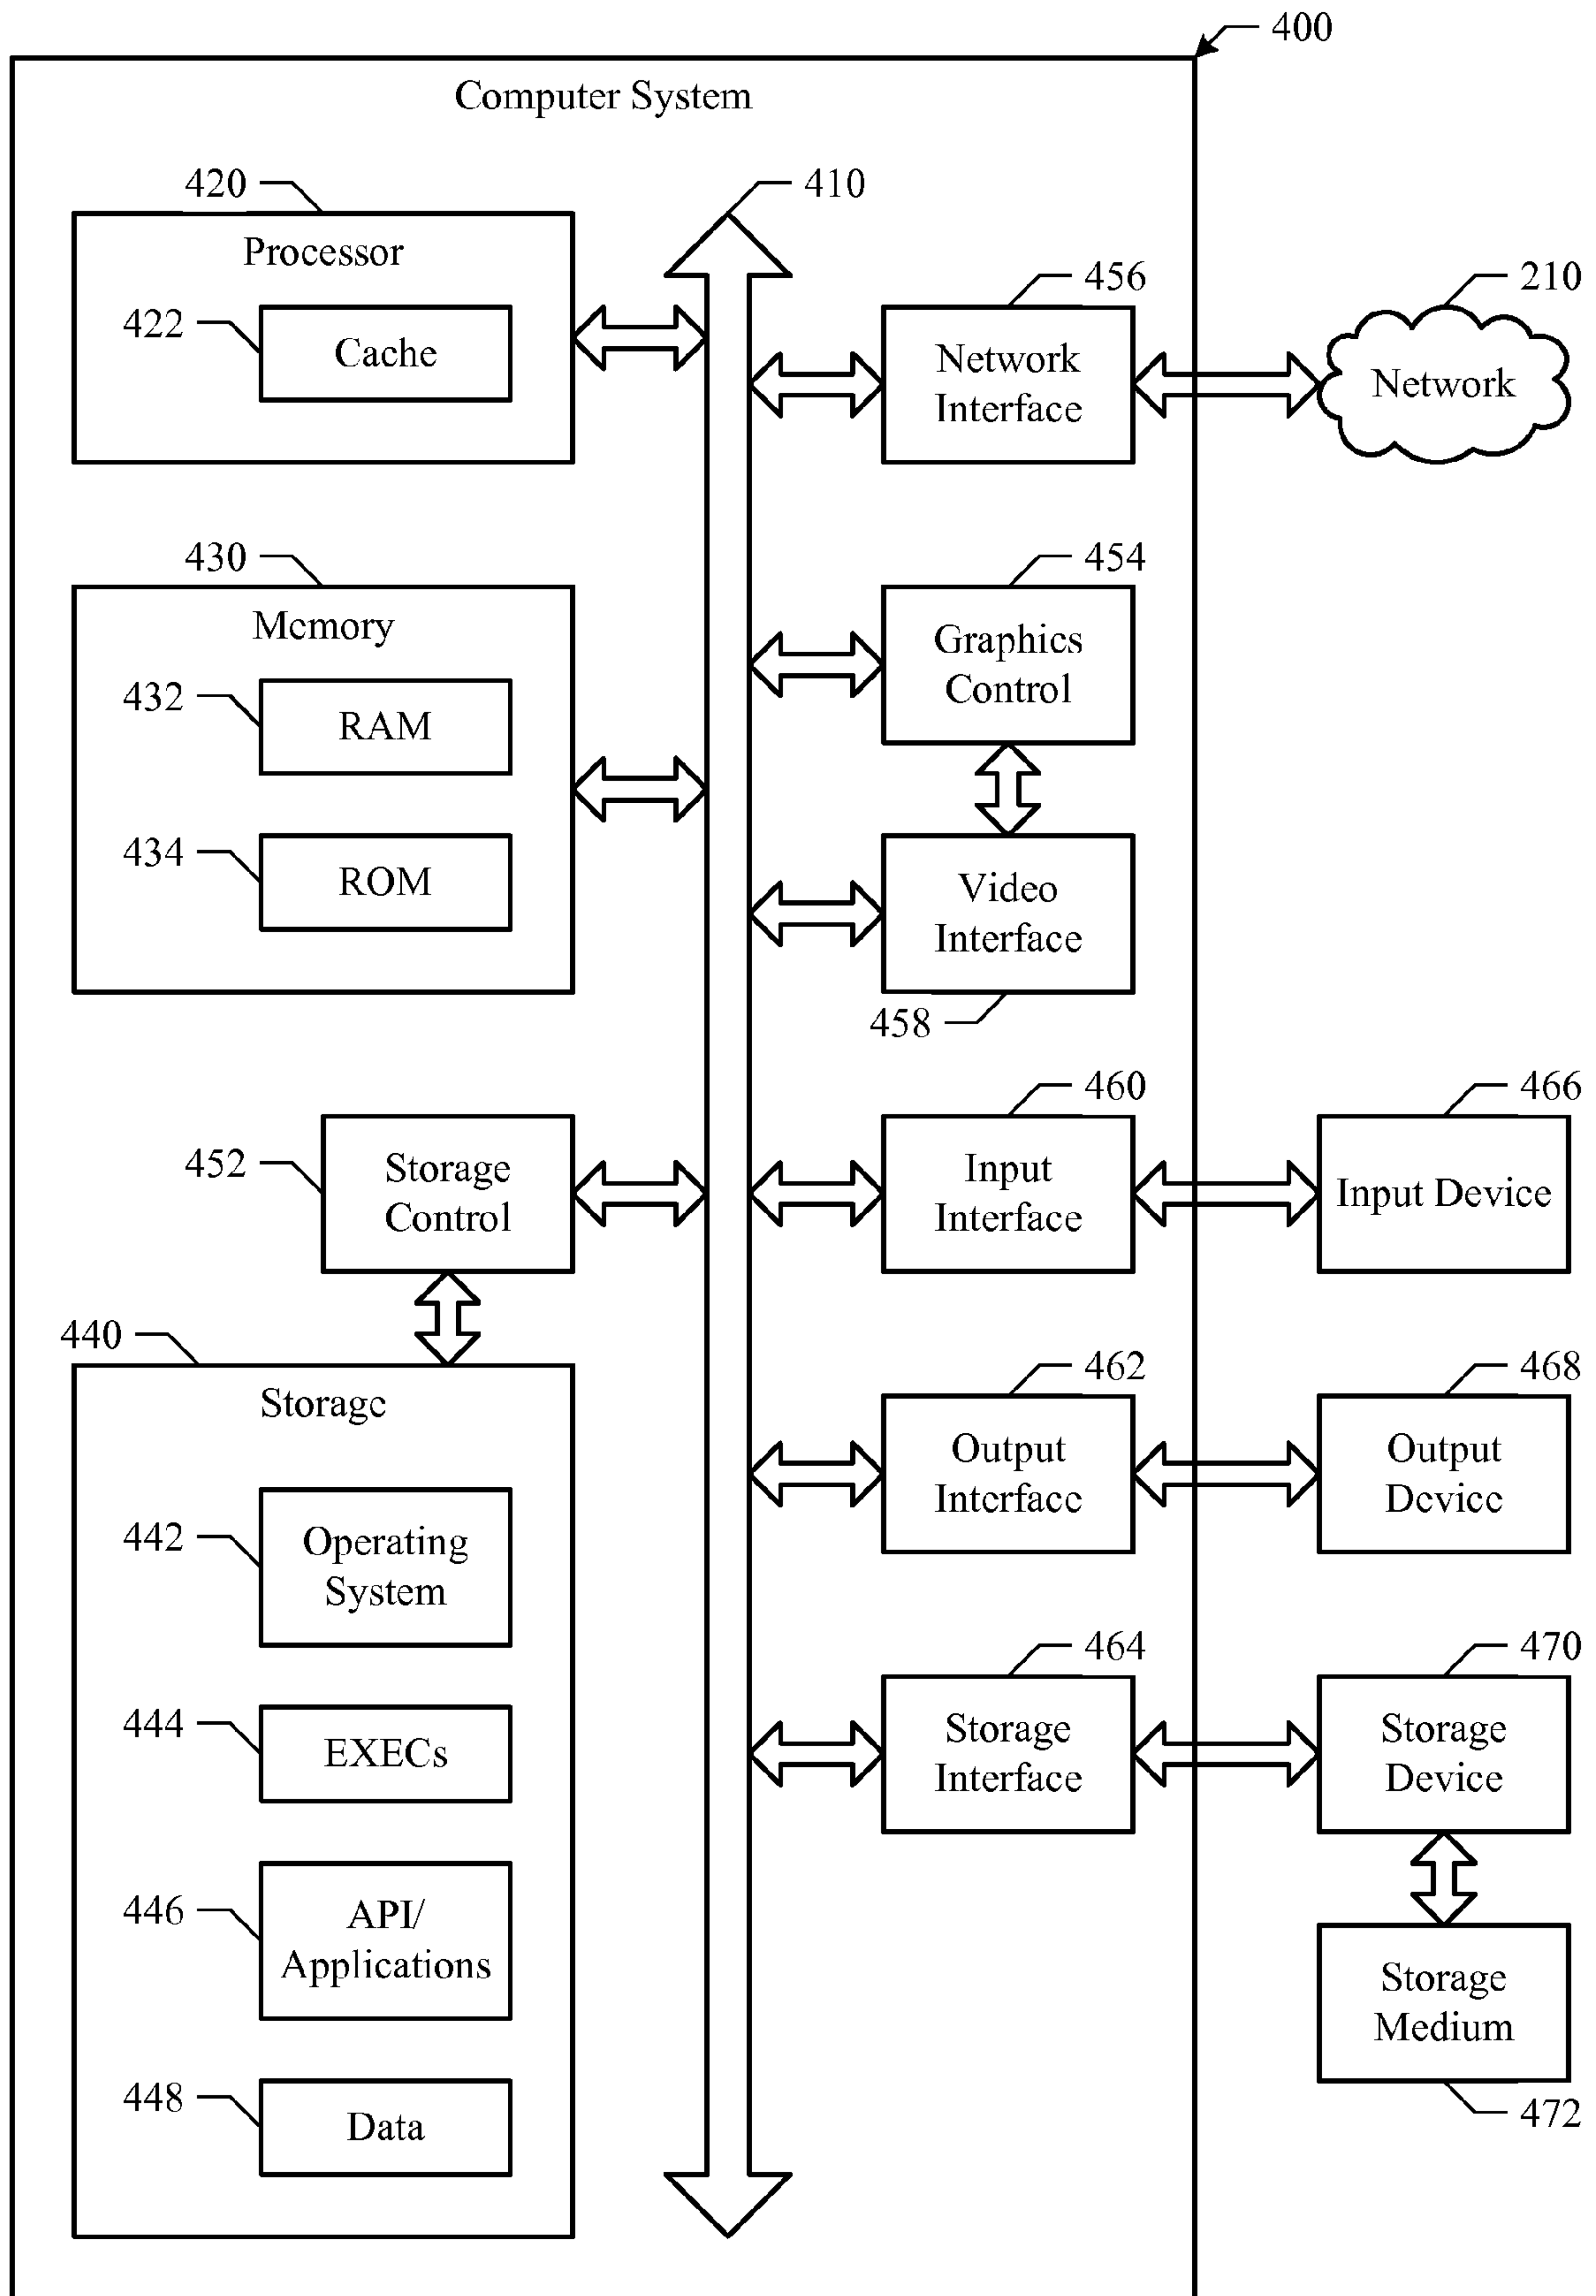 400
Computer System
420
410
Processor
422
Cache
456
Network
Interface
210
Network
430
Memory
432
RAM
434
ROM
454
Graphics
Control
Video
Interface
458
452
Storage
Control
460
Input
Interface
466
Input Device
440
Storage
442
Operating
System
444
EXECs
446
API/
Applications
448
Data
462
Output
Interface
468
Output
Device
464
Storage
Interface
470
Storage
Device
Storage
Medium
472